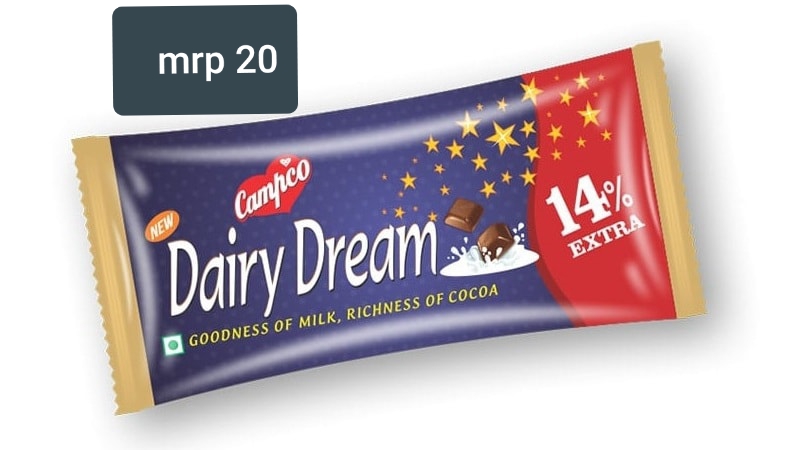 mrp 20
Campco
NEW
Dairy Dream
GOODNESS OF MILK, RICHNESS OF COCOA
14%
EXTRA